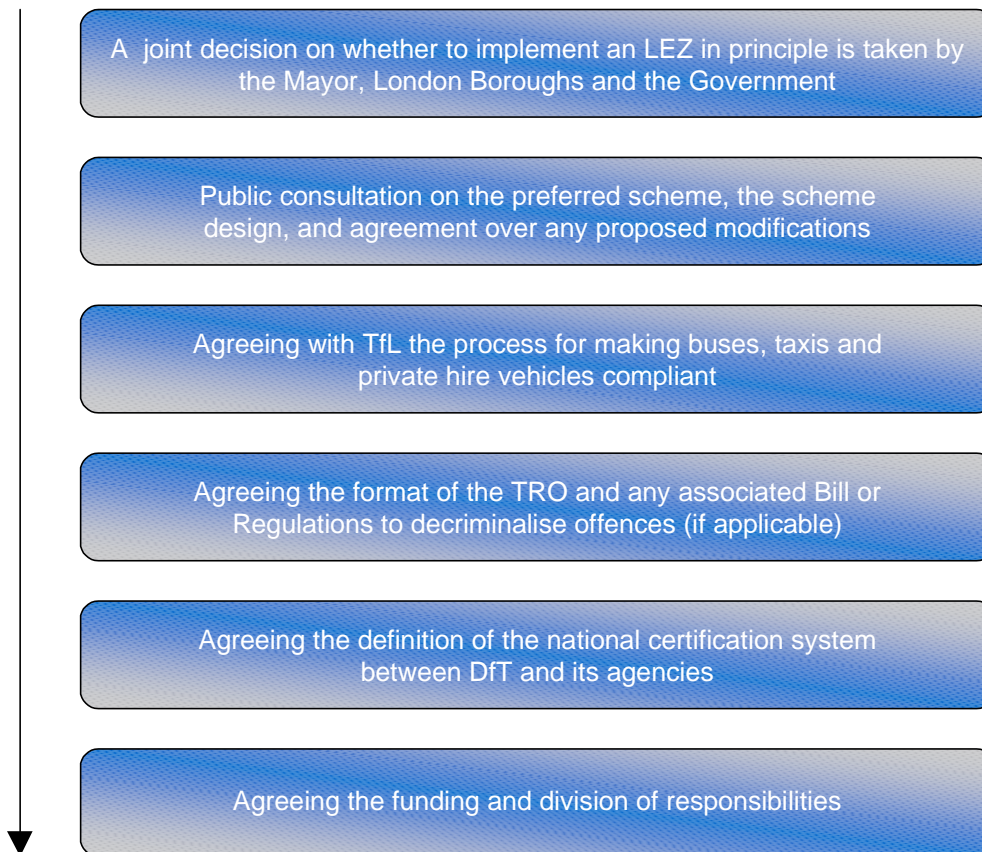 A joint decision on whether to implement an LEZ in principle is taken by
the Mayor, London Boroughs and the Government
Public consultation on the preferred scheme, the scheme
design, and agreement over any proposed modifications
Agreeing with TfL the process for making buses, taxis and
private hire vehicles compliant
Agreeing the format of the TRO and any associated Bill or
Regulations to decriminalise offences (if applicable)
Agreeing the definition of the national certification system
between DfT and its agencies
Agreeing the funding and division of responsibilities